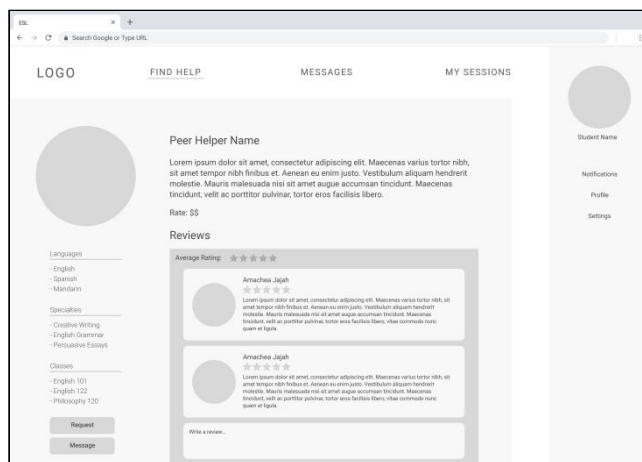 ESL
Search Google or Type URL
LOGO
FIND HELP
MESSAGES
MY SESSIONS
Student Name
Notifications
Profile
Settings
Peer Helper Name
Lorem ipsum dolor sit amet, consectetur adipiscing elit. Maecenas varius tortor nibh,
sit amet tempor nibh finibus et. Aenean eu enim justo. Vestibulum aliquam hendrerit
molestie. Mauris malesuada nisi sit amet augue accumsan tincidunt. Maecenas
tincidunt, velit ac porttitor pulvinar, tortor eros facilisis libero.
Rate: $$
Languages
- English
- Spanish
- Mandarin
Specialties
- Creative Writing
- English Grammar
- Persuasive Essays
Classes
- English 101
- English 122
- Philosophy 120
Request
Message
Reviews
Average Rating:
Amachea Jajah
Lorem ipsum dolor sit amet, consectetur adipiscing elit. Maecenas varius tortor nibh, sit
amet tempor nibh finibus et. Aenean eu enim justo. Vestibulum aliquam hendrerit
molestie. Mauris malesuada nisi sit amet augue accumsan tincidunt. Maecenas
tincidunt, velit ac porttitor pulvinar, tortor eros facilisis libero, vitae commodo nunc
quam et ligula.
Amachea Jajah
Lorem ipsum dolor sit amet, consectetur adipiscing elit. Maecenas varius tortor nibh, sit
amet tempor nibh finibus et. Aenean eu enim justo. Vestibulum aliquam hendrerit
molestie. Mauris malesuada nisi sit amet augue accumsan tincidunt. Maecenas
tincidunt, velit ac porttitor pulvinar, tortor eros facilisis libero, vitae commodo nunc
quam et ligula.
Write a review...